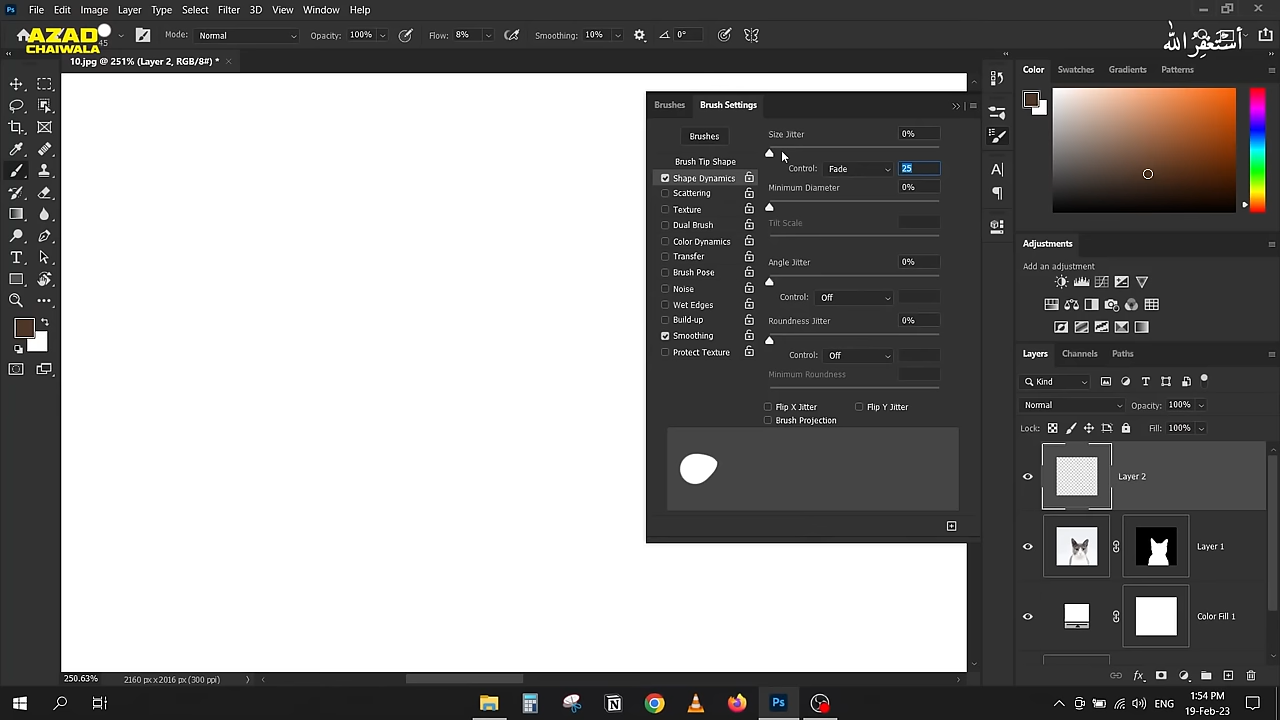 Ps File Edit Image Layer Type Select Filter 3D View Window Help
AZAD
CHAIWALA
45
Mode: Normal Opacity: 100% Flow: 8% Smoothing: 10% 0°
أستغفر الله
10.jpg @ 251% (Layer 2, RGB/8#) *
Brushes Brush Settings
Brushes
Brush Tip Shape
Shape Dynamics
Scattering
Texture
Dual Brush
Color Dynamics
Transfer
Brush Pose
Noise
Wet Edges
Build-up
Smoothing
Protect Texture
Size Jitter 0%
Control: Fade 25
Minimum Diameter 0%
Tilt Scale
Angle Jitter 0%
Control: Off
Roundness Jitter 0%
Control: Off
Minimum Roundness
Flip X Jitter Flip Y Jitter
Brush Projection
Color Swatches Gradients Patterns
Adjustments
Add an adjustment
Layers Channels Paths
Kind
Normal Opacity: 100%
Lock: Fill: 100%
Layer 2
Layer 1
Color Fill 1
250.63% 2160 px x 2016 px (300 ppi)
Ps
1:54 PM
19-Feb-23